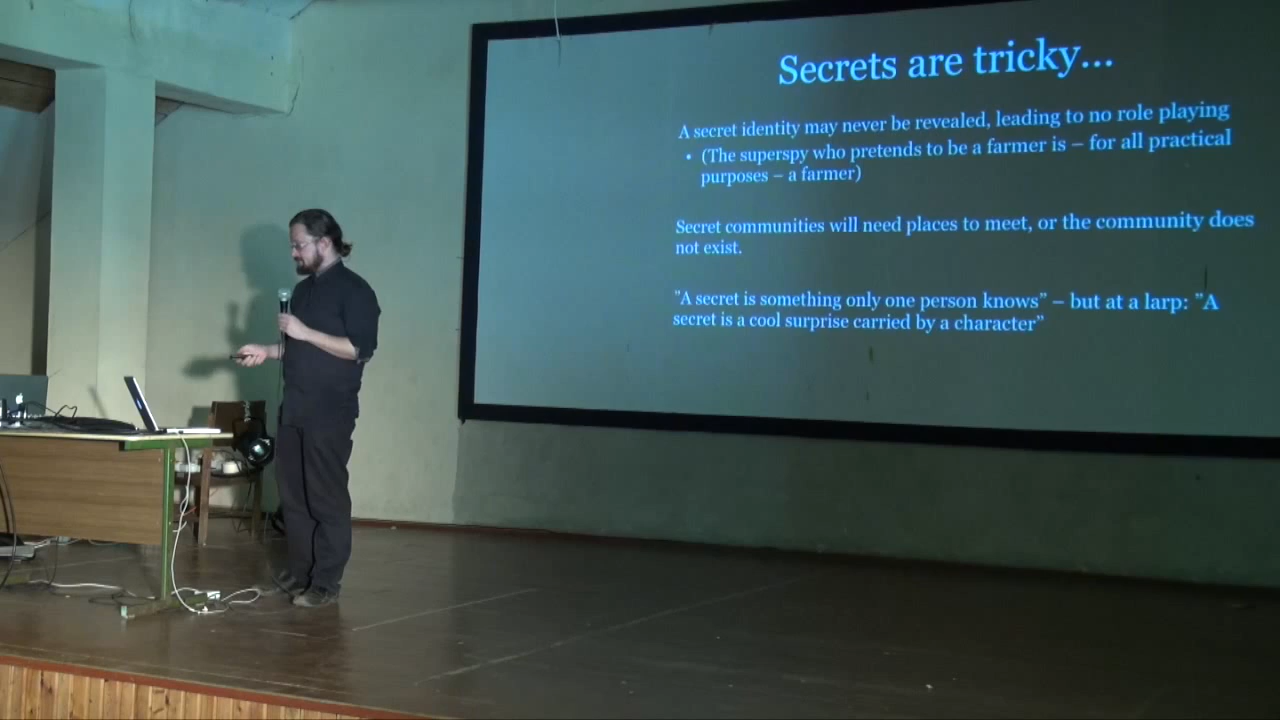 Secrets are tricky...
A secret identity may never be revealed, leading to no role playing
• (The superspy who pretends to be a farmer is – for all practical
purposes – a farmer)
Secret communities will need places to meet, or the community does
not exist.
"A secret is something only one person knows” – but at a larp: ”A
secret is a cool surprise carried by a character”